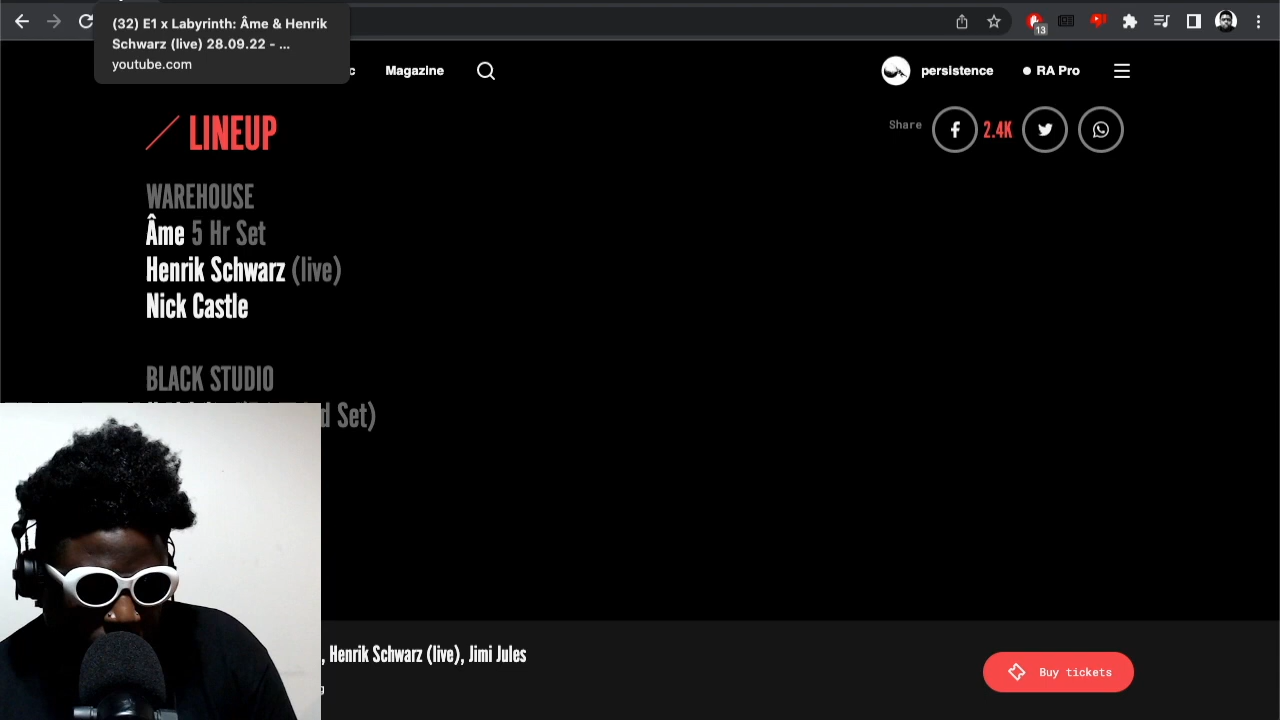 (32) E1 x Labyrinth: Âme & Henrik
Schwarz (live) 28.09.22 - ...
youtube.com
13
Magazine
persistence
RA Pro
LINEUP
Share
2.4K
WAREHOUSE
Âme 5 Hr Set
Henrik Schwarz (live)
Nick Castle
BLACK STUDIO
Set)
, Henrik Schwarz (live), Jimi Jules
Buy tickets